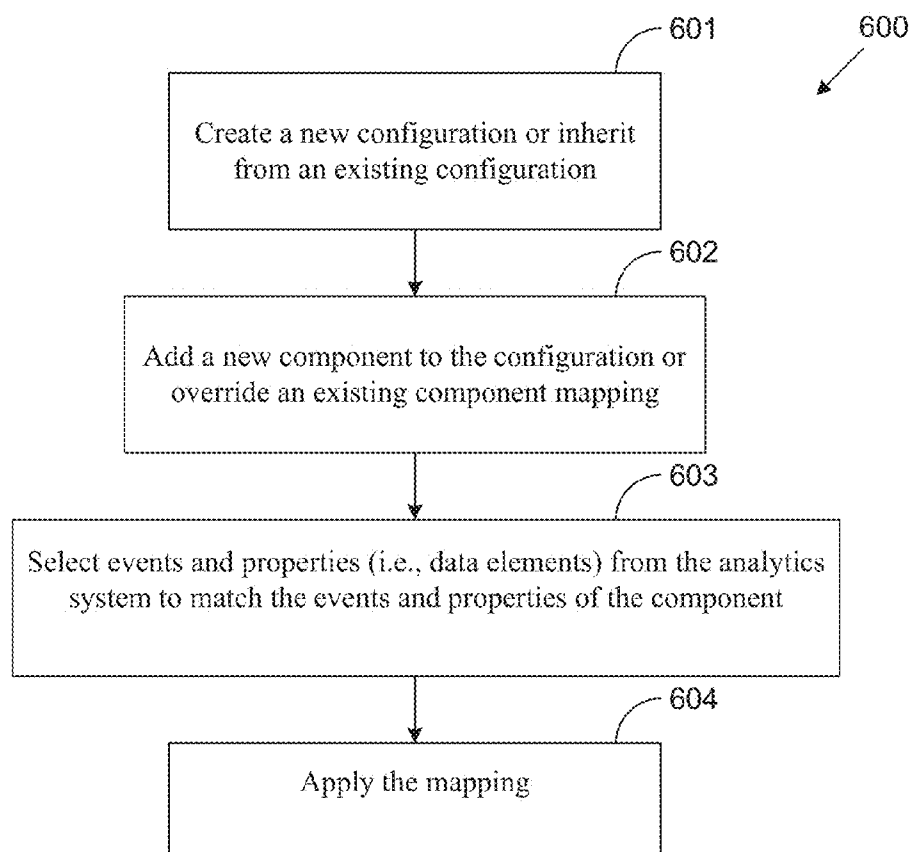 600
601
Create a new configuration or inherit
from an existing configuration
602
Add a new component to the configuration or
override an existing component mapping
603
Select events and properties (i.e., data elements) from the analytics
system to match the events and properties of the component
604
Apply the mapping